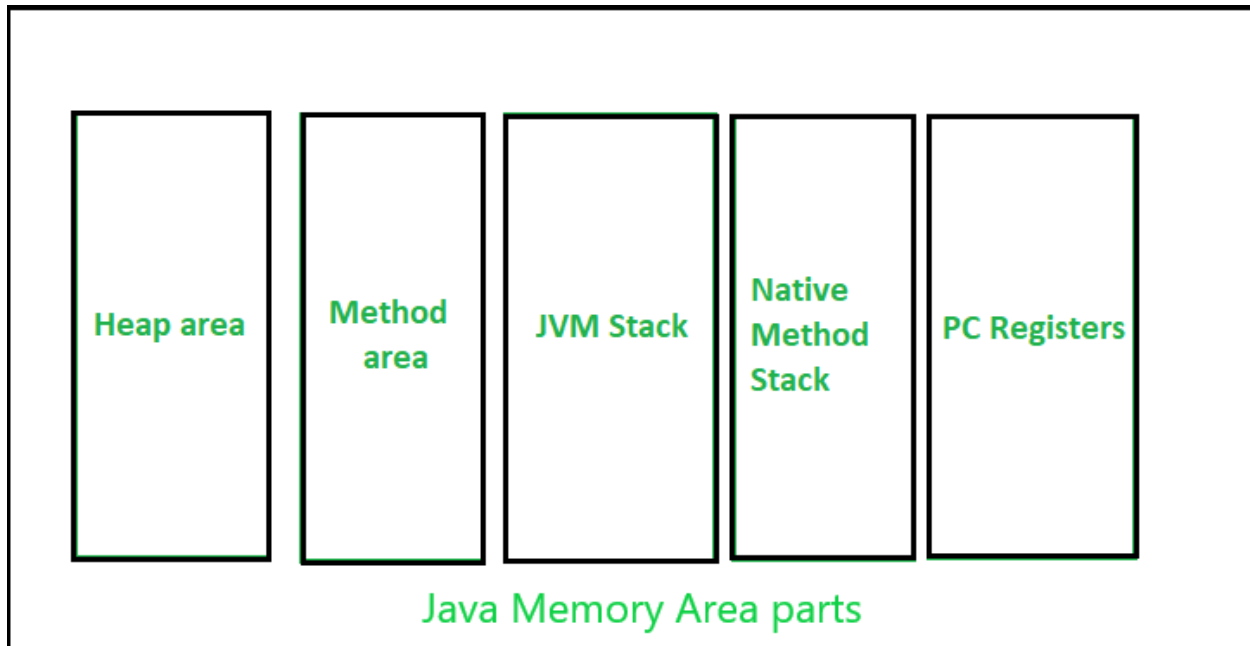 Heap area
Method
area
JVM Stack
Native
Method
Stack
PC Registers
Java Memory Area parts